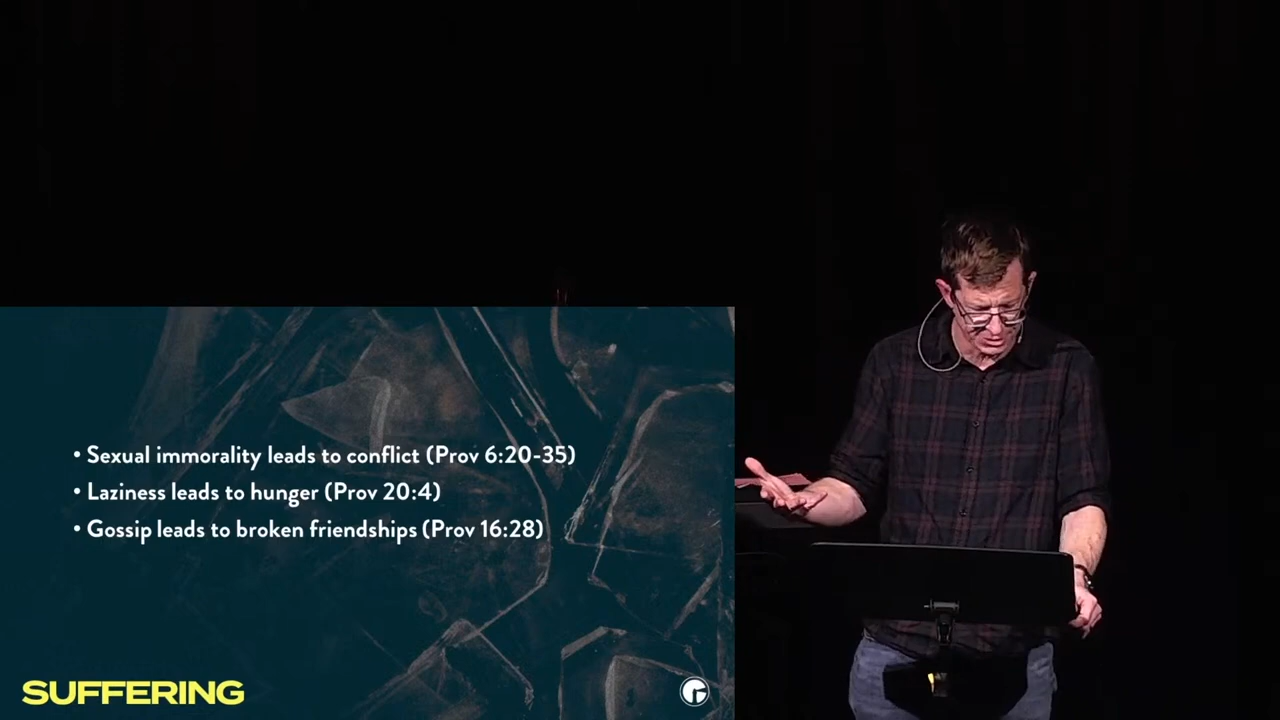 • Sexual immorality leads to conflict (Prov 6:20-35)
• Laziness leads to hunger (Prov 20:4)
• Gossip leads to broken friendships (Prov 16:28)
SUFFERING